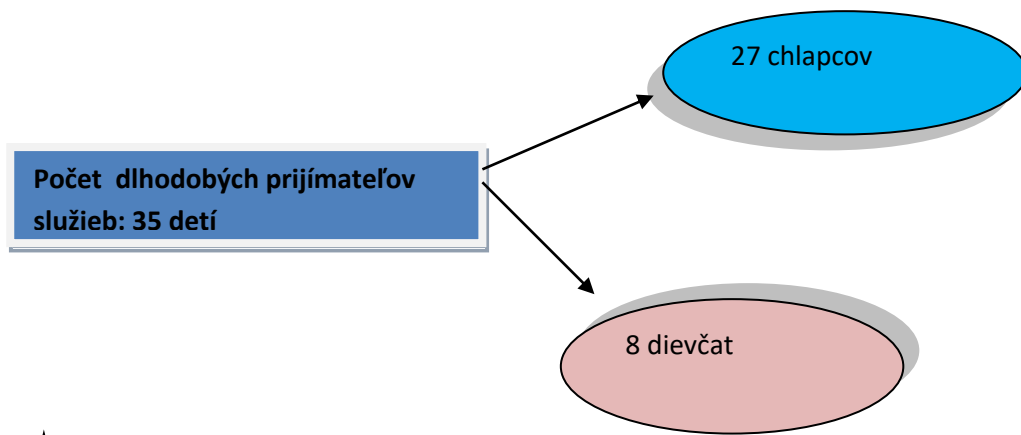 27 chlapcov
Počet dlhodobých prijímateľov
služieb: 35 detí
8 dievčat